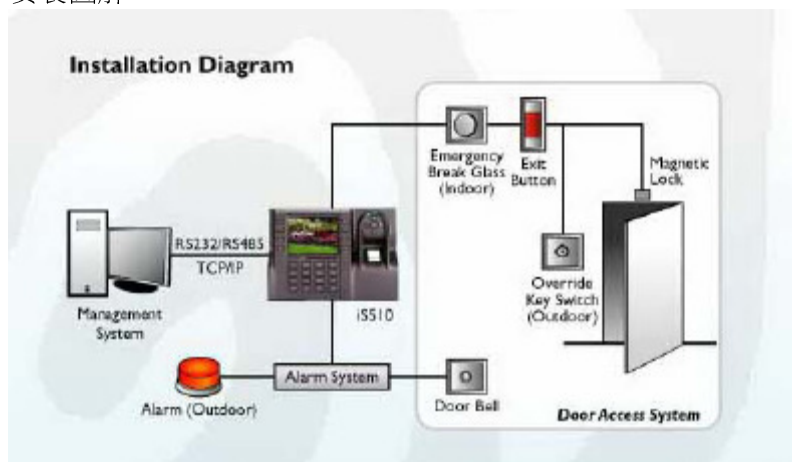 Installation Diagram
Emergency
Break Glass
(Indoor)
Exit
Button
Magnetic
Lock
RS232/RS485
TCP/IP
Management
System
iS510
Override
Key Switch
(Outdoor)
Alarm System
Alarm (Outdoor)
Door Bell
Door Access System